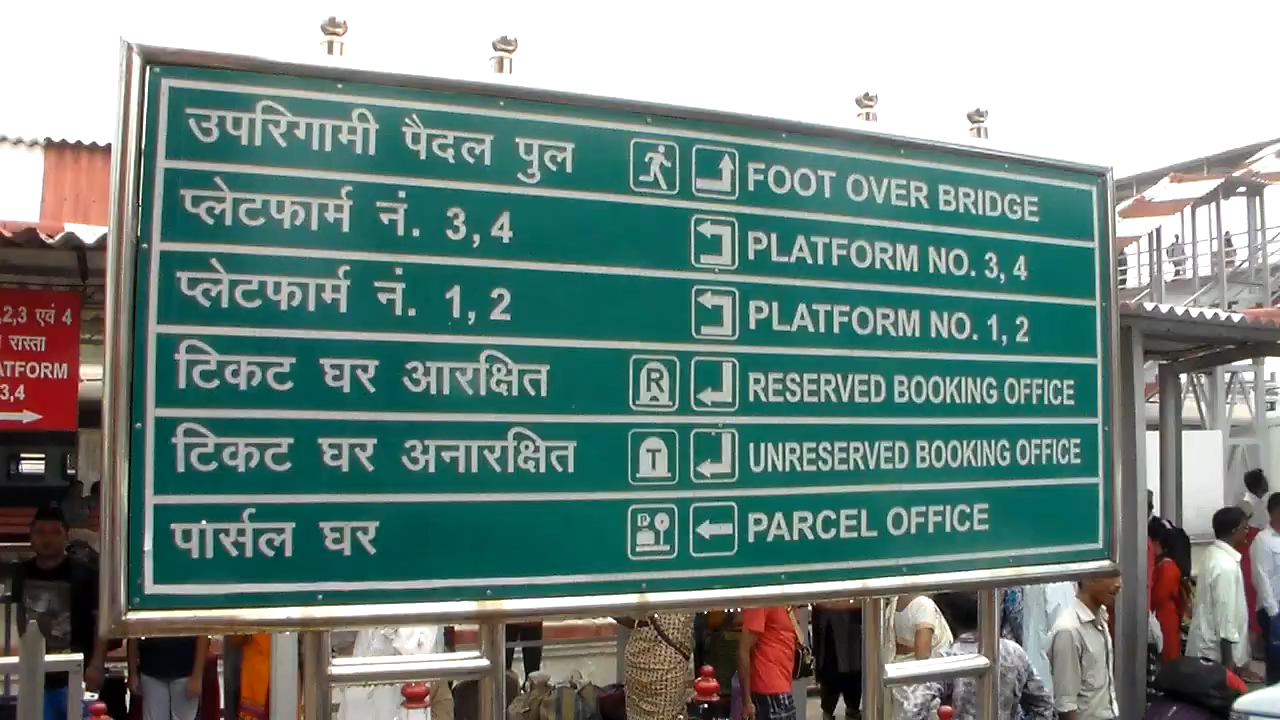 उपरिगामी पैदल पुल FOOT OVER BRIDGE
प्लेटफार्म नं. 3, 4 PLATFORM NO. 3, 4
प्लेटफार्म नं. 1, 2 PLATFORM NO. 1, 2
टिकट घर आरक्षित R RESERVED BOOKING OFFICE
टिकट घर अनारक्षित T UNRESERVED BOOKING OFFICE
पार्सल घर P PARCEL OFFICE
,2,3 एवं 4
रास्ता
ATFORM
3,4